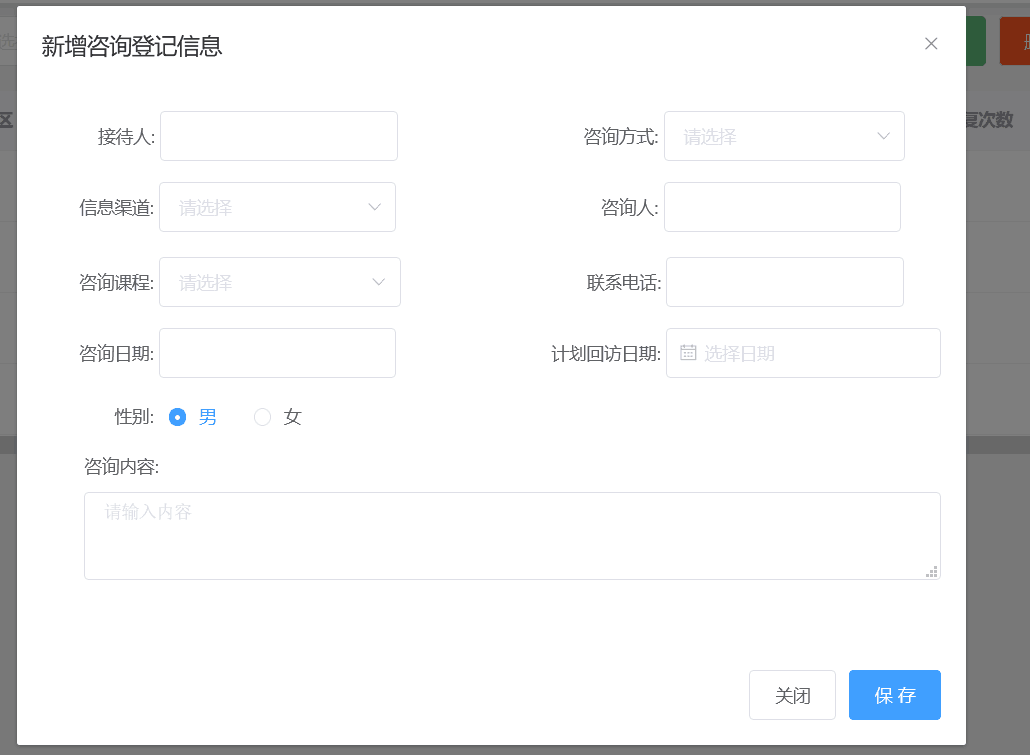 新增咨询登记信息
接待人:
咨询方式: 请选择
信息渠道: 请选择
咨询人:
咨询课程: 请选择
联系电话:
咨询日期:
计划回访日期: 选择日期
性别: 男 女
咨询内容:
请输入内容
关闭 保 存
区
次数